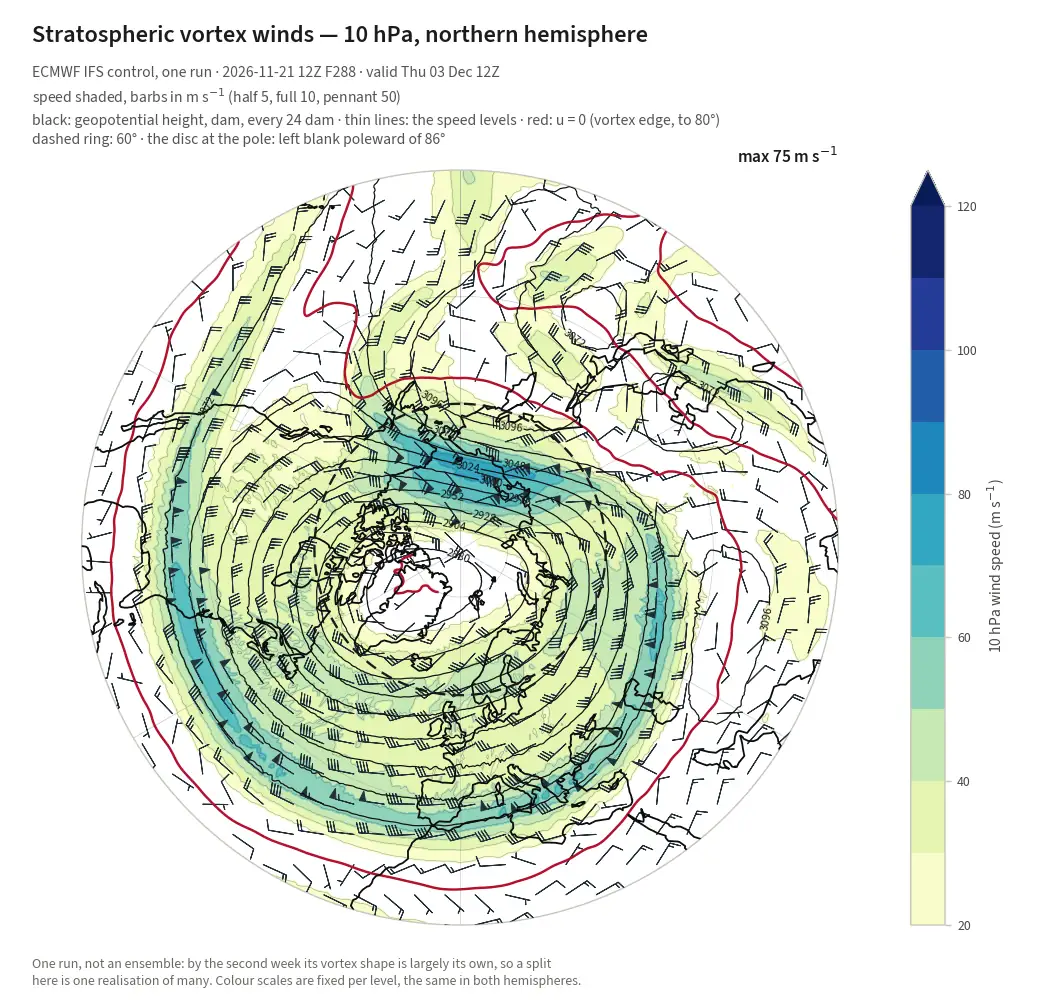 Stratospheric vortex winds — 10 hPa, northern hemisphere
ECMWF IFS control, one run · 2026-11-21 12Z F288 · valid Thu 03 Dec 12Z
speed shaded, barbs in m s⁻¹ (half 5, full 10, pennant 50)
black: geopotential height, dam, every 24 dam · thin lines: the speed levels · red: u = 0 (vortex edge, to 80°)
dashed ring: 60° · the disc at the pole: left blank poleward of 86°
max 75 m s⁻¹
120
100
80
60
40
20
10 hPa wind speed (m s⁻¹)
3072
3096
3096
3024
2928
2904
2880
3096
One run, not an ensemble: by the second week its vortex shape is largely its own, so a split
here is one realisation of many. Colour scales are fixed per level, the same in both hemispheres.